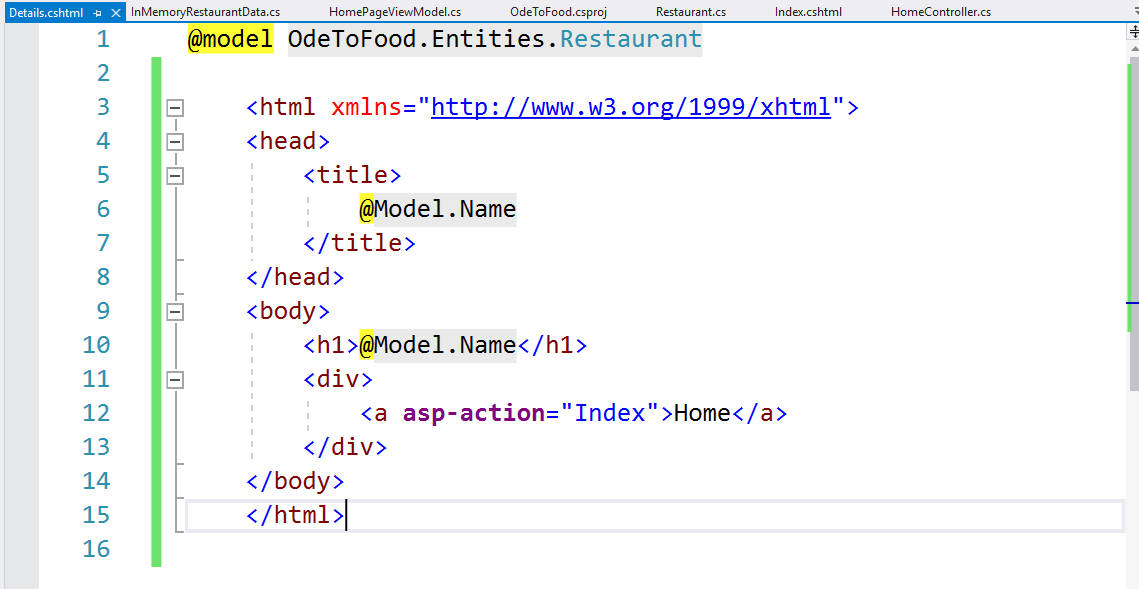 Details.cshtml InMemoryRestaurantData.cs HomePageViewModel.cs OdeToFood.csproj Restaurant.cs Index.cshtml HomeController.cs
1 @model OdeToFood.Entities.Restaurant
2
3 <html xmlns="http://www.w3.org/1999/xhtml">
4 <head>
5 <title>
6 @Model.Name
7 </title>
8 </head>
9 <body>
10 <h1>@Model.Name</h1>
11 <div>
12 <a asp-action="Index">Home</a>
13 </div>
14 </body>
15 </html>
16